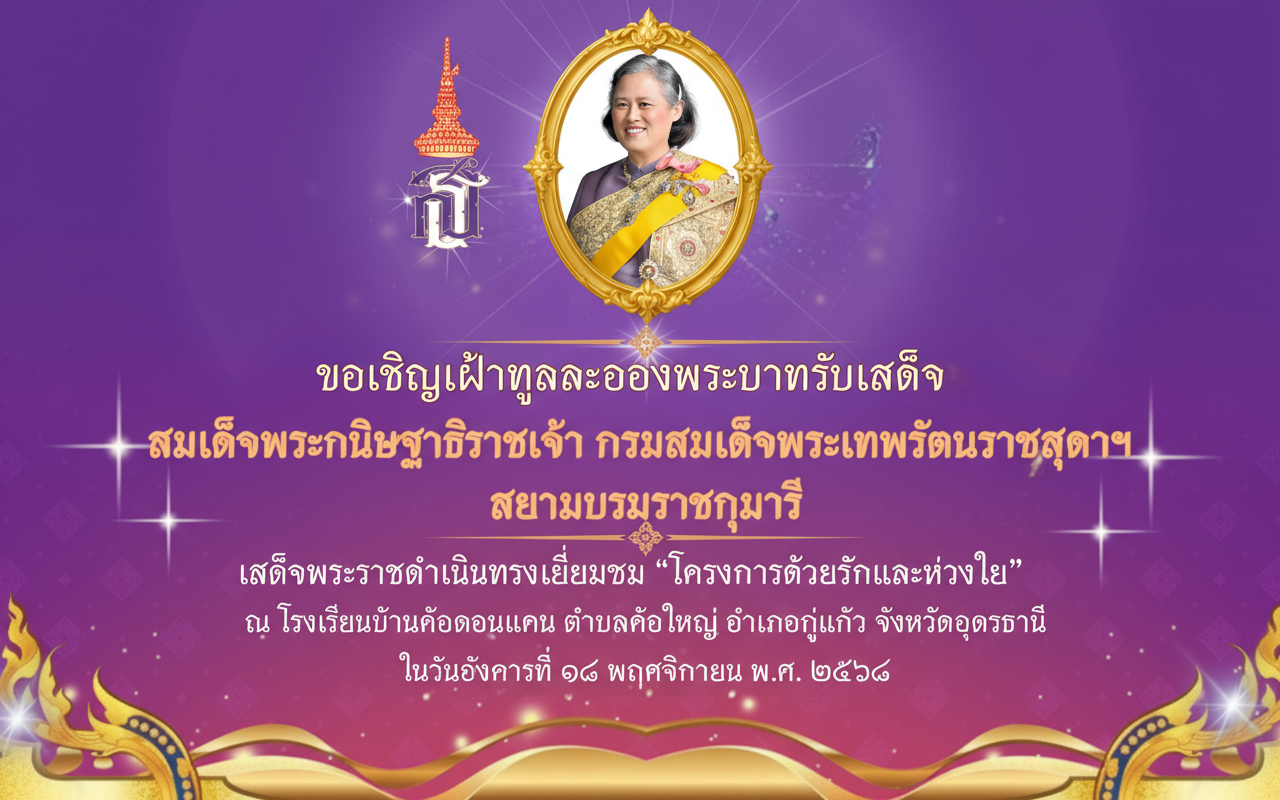 ขอเชิญเฝ้าทูลละอองพระบาทรับเสด็จ
สมเด็จพระกนิษฐาธิราชเจ้า กรมสมเด็จพระเทพรัตนราชสุดาฯ
สยามบรมราชกุมารี
เสด็จพระราชดำเนินทรงเยี่ยมชม “โครงการด้วยรักและห่วงใย”
ณ โรงเรียนบ้านค้อดอนแคน ตำบลค้อใหญ่ อำเภอกู่แก้ว จังหวัดอุดรธานี
ในวันอังคารที่ ๑๘ พฤศจิกายน พ.ศ. ๒๕๖๘